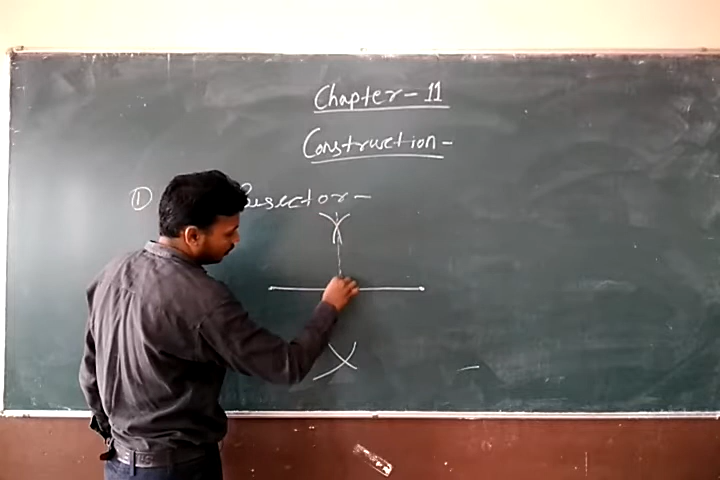 Chapter-11
Construction-
① Bisector-